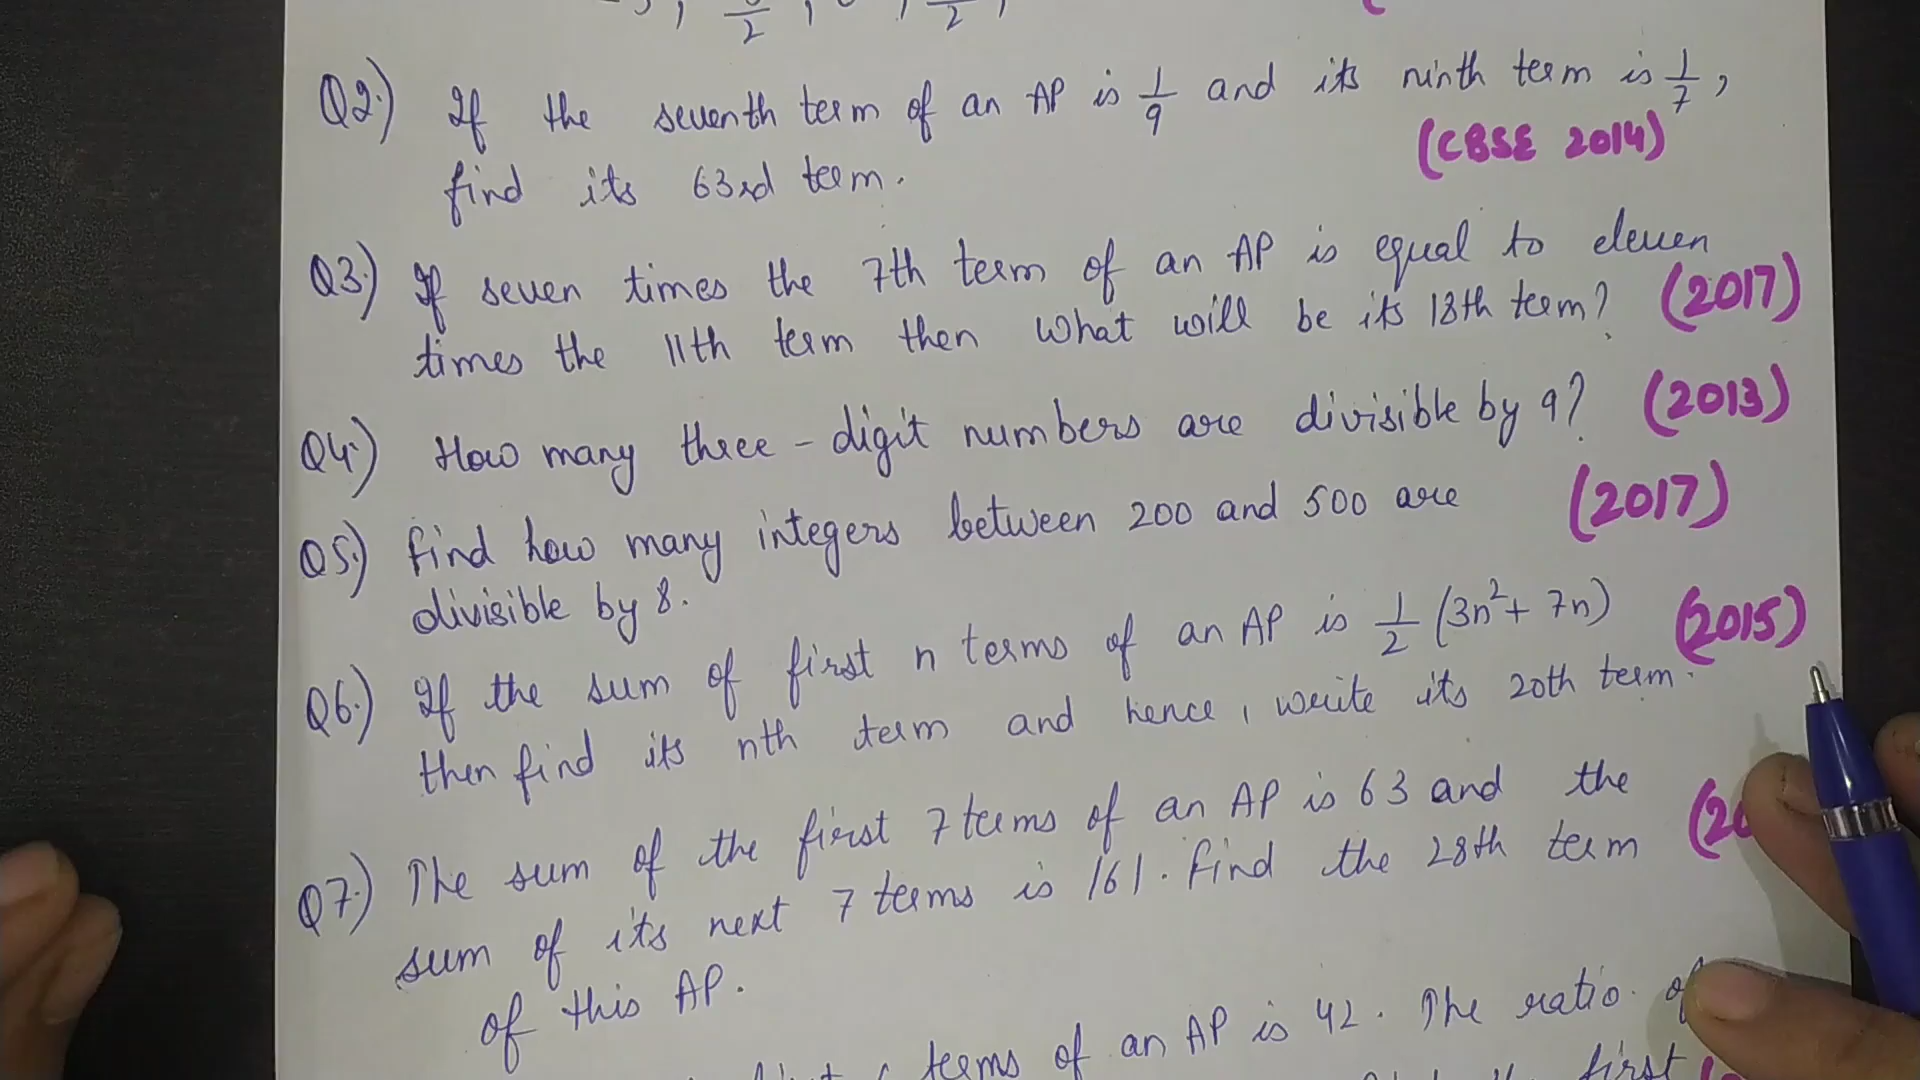 Q2.) If the seventh term of an AP is 1/9 and its ninth term is 1/7,
(CBSE 2014)
find its 63rd term.
Q3.) If seven times the 7th term of an AP is equal to eleven
times the 11th term then what will be its 18th term? (2017)
Q4.) How many three-digit numbers are divisible by 9? (2013)
Q5.) Find how many integers between 200 and 500 are (2017)
divisible by 8.
Q6.) If the sum of first n terms of an AP is 1/2 (3n²+ 7n) (2015)
then find its nth term and hence, write its 20th term.
Q7.) The sum of the first 7 terms of an AP is 63 and the
sum of its next 7 terms is 161. Find the 28th term (20
of this AP.
terms of an AP is 42. The ratio of
first